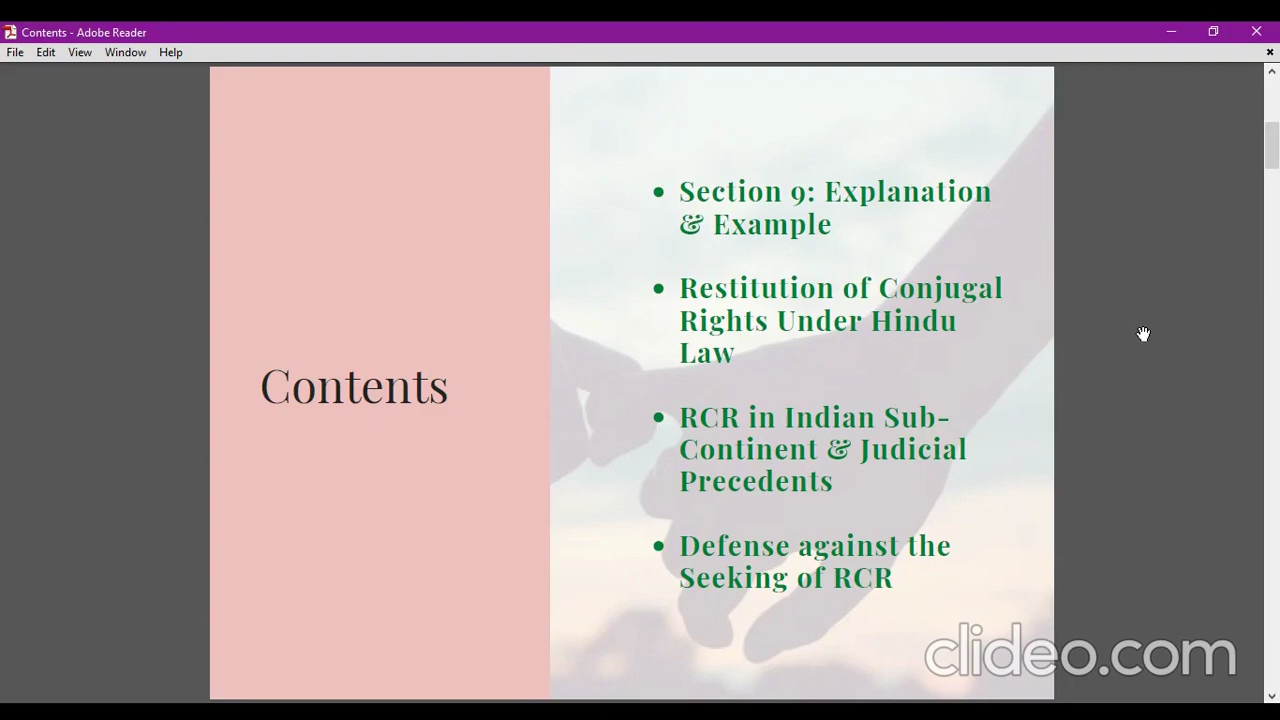 Contents - Adobe Reader
File Edit View Window Help
Contents
• Section 9: Explanation
& Example
• Restitution of Conjugal
Rights Under Hindu
Law
• RCR in Indian Sub-
Continent & Judicial
Precedents
• Defense against the
Seeking of RCR
clideo.com